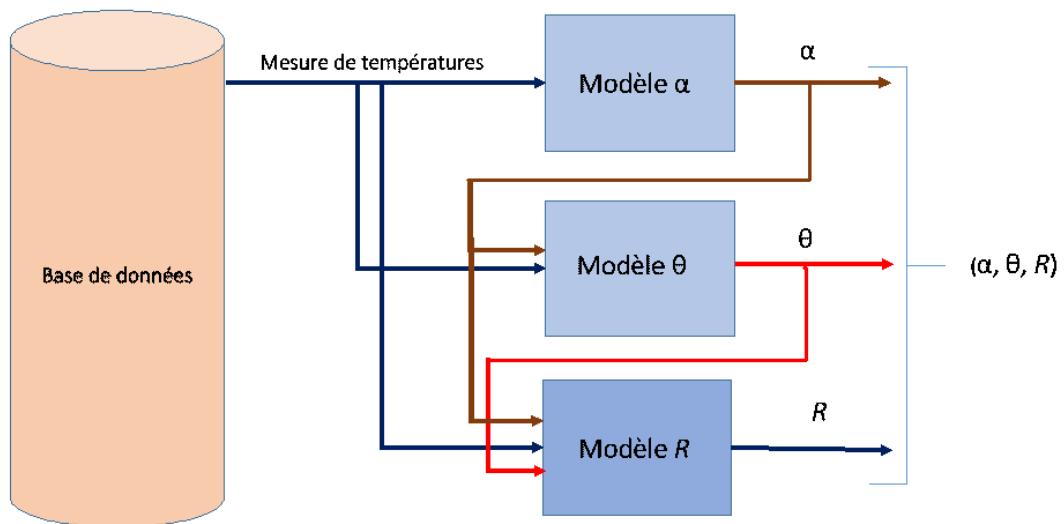 Mesure de températures
Modèle α
α
Base de données
Modèle θ
θ
(α, θ, R)
Modèle R
R